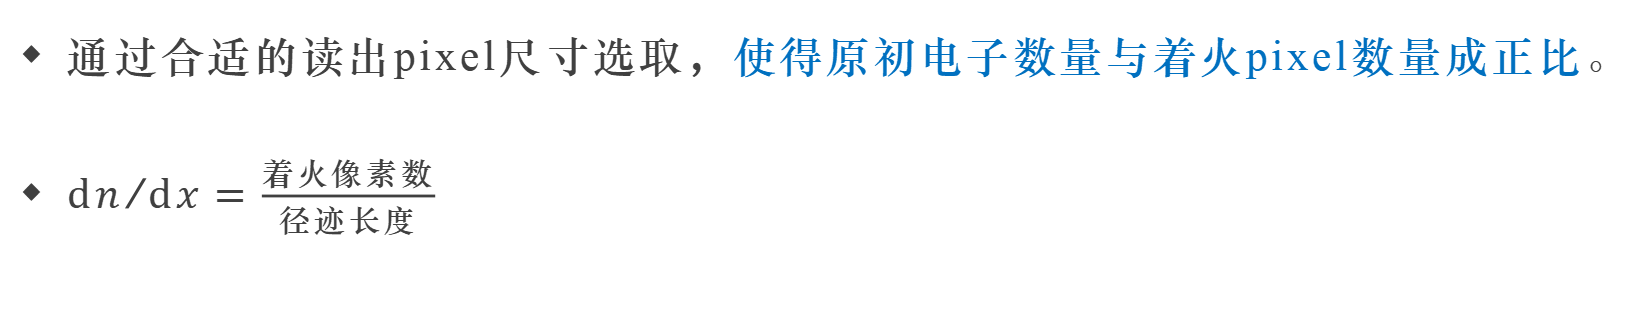 ◆ 通过合适的读出pixel尺寸选取，使得原初电子数量与着火pixel数量成正比。
◆ dn/dx = 着火像素数/径迹长度